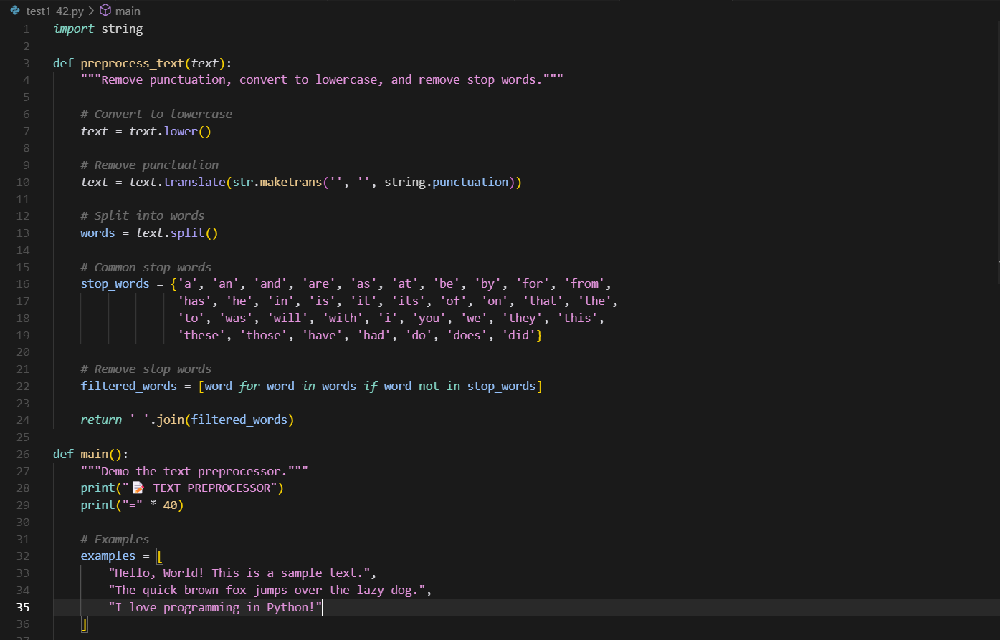 test1_42.py > main
1 import string
2
3 def preprocess_text(text):
4     """Remove punctuation, convert to lowercase, and remove stop words."""
5
6     # Convert to lowercase
7     text = text.lower()
8
9     # Remove punctuation
10     text = text.translate(str.maketrans('', '', string.punctuation))
11
12     # Split into words
13     words = text.split()
14
15     # Common stop words
16     stop_words = {'a', 'an', 'and', 'are', 'as', 'at', 'be', 'by', 'for', 'from',
17                   'has', 'he', 'in', 'is', 'it', 'its', 'of', 'on', 'that', 'the',
18                   'to', 'was', 'will', 'with', 'i', 'you', 'we', 'they', 'this',
19                   'these', 'those', 'have', 'had', 'do', 'does', 'did'}
20
21     # Remove stop words
22     filtered_words = [word for word in words if word not in stop_words]
23
24     return ' '.join(filtered_words)
25
26 def main():
27     """Demo the text preprocessor."""
28     print("📝 TEXT PREPROCESSOR")
29     print("=" * 40)
30
31     # Examples
32     examples = [
33         "Hello, World! This is a sample text.",
34         "The quick brown fox jumps over the lazy dog.",
35         "I love programming in Python!"
36     ]